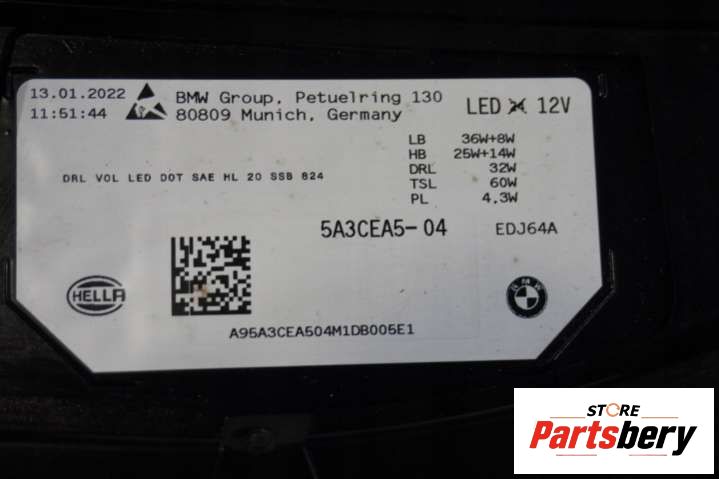 13.01.2022
11:51:44
BMW Group, Petuelring 130
80809 Munich, Germany
LED 12V
LB 36W+8W
HB 25W+14W
DRL 32W
TSL 60W
PL 4.3W
DRL VOL LED DOT SAE ML 20 SSB 824
5A3CEA5-04 EDJ64A
HELLA
BMW
A95A3CEA504M1DB005E1
STORE
Partsbery